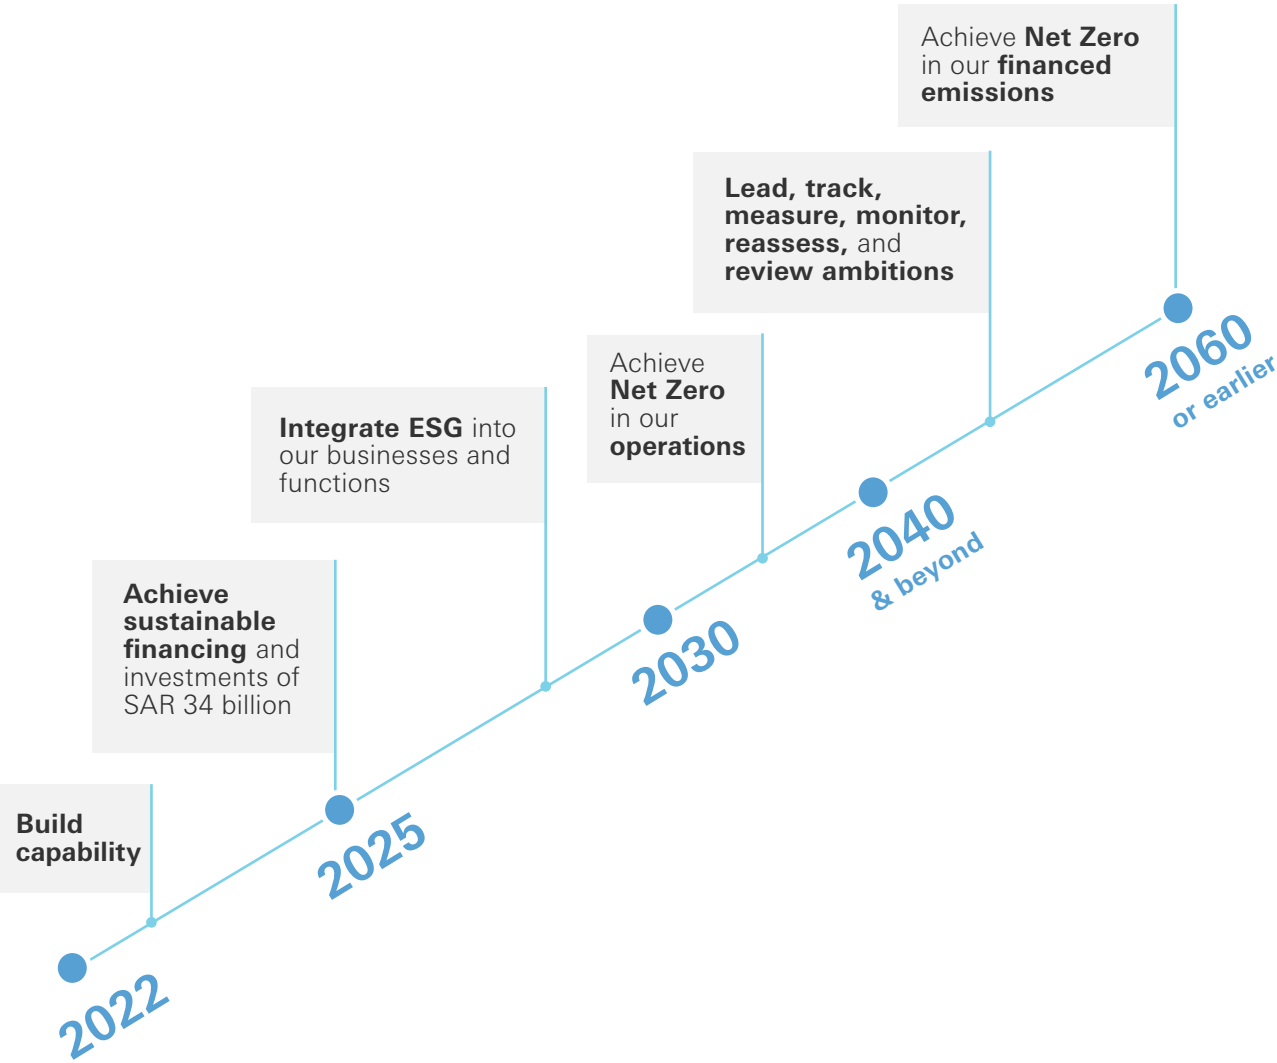 Achieve Net Zero
in our financed
emissions
Lead, track,
measure, monitor,
reassess, and
review ambitions
Achieve
Net Zero
in our
operations
Integrate ESG into
our businesses and
functions
Achieve
sustainable
financing and
investments of
SAR 34 billion
Build
capability
2022
2025
2030
2040
& beyond
2060
or earlier